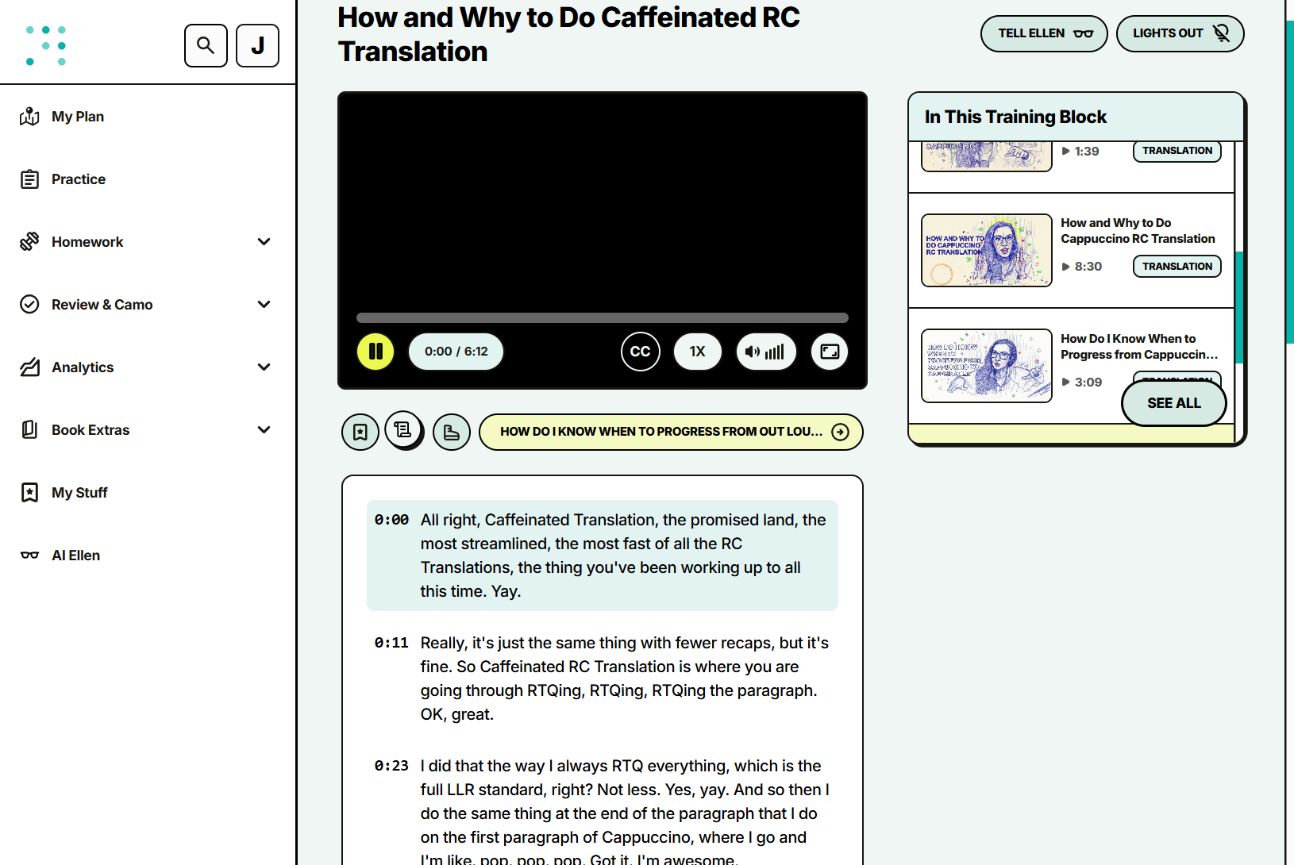 How and Why to Do Caffeinated RC
Translation
TELL ELLEN
LIGHTS OUT
J
My Plan
Practice
Homework
Review & Camo
Analytics
Book Extras
My Stuff
AI Ellen
0:00 / 6:12
CC
1X
HOW DO I KNOW WHEN TO PROGRESS FROM OUT LOU...
0:00 All right, Caffeinated Translation, the promised land, the
most streamlined, the most fast of all the RC
Translations, the thing you've been working up to all
this time. Yay.
0:11 Really, it's just the same thing with fewer recaps, but it's
fine. So Caffeinated RC Translation is where you are
going through RTQing, RTQing, RTQing the paragraph.
OK, great.
0:23 I did that the way I always RTQ everything, which is the
full LLR standard, right? Not less. Yes, yay. And so then I
do the same thing at the end of the paragraph that I do
on the first paragraph of Cappuccino, where I go and
I'm like, pop, pop, pop. Got it. I'm awesome.
In This Training Block
1:39
TRANSLATION
HOW AND WHY TO
DO CAPPUCCINO
RC TRANSLATION
How and Why to Do
Cappuccino RC Translation
8:30
TRANSLATION
How Do I Know When to
Progress from Cappuccin...
3:09
TRANSLATION
SEE ALL